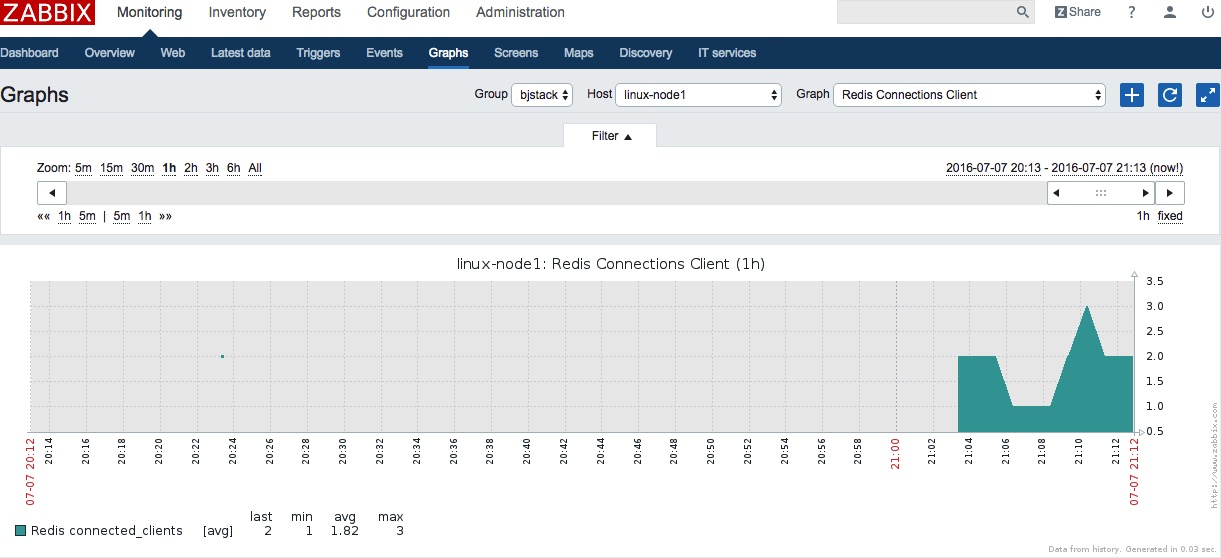 ZABBIX Monitoring Inventory Reports Configuration Administration Z Share ?
Dashboard Overview Web Latest data Triggers Events Graphs Screens Maps Discovery IT services
Graphs Group bjstack Host linux-node1 Graph Redis Connections Client
Filter ▲
Zoom: 5m 15m 30m 1h 2h 3h 6h All 2016-07-07 20:13 - 2016-07-07 21:13 (now!)
«« 1h 5m | 5m 1h »» 1h fixed
linux-node1: Redis Connections Client (1h)
3.5
3.0
2.5
2.0
1.5
1.0
0.5
07-07 20:12 20:14 20:16 20:18 20:20 20:22 20:24 20:26 20:28 20:30 20:32 20:34 20:36 20:38 20:40 20:42 20:44 20:46 20:48 20:50 20:52 20:54 20:56 20:58 21:00 21:02 21:04 21:06 21:08 21:10 21:12 07-07 21:12
http://www.zabbix.com
last min avg max
Redis connected_clients [avg] 2 1 1.82 3
Data from history. Generated in 0.03 sec.